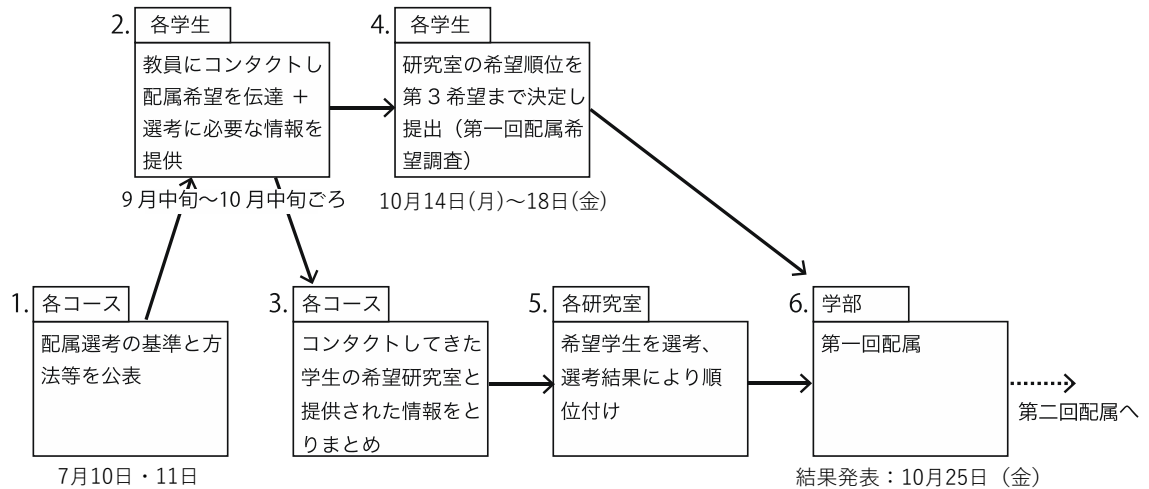 2. 各学生
教員にコンタクトし
配属希望を伝達 ＋
選考に必要な情報を
提供
9月中旬〜10月中旬ごろ
4. 各学生
研究室の希望順位を
第３希望まで決定し
提出（第一回配属希
望調査）
10月14日(月)〜18日(金)
1. 各コース
配属選考の基準と方
法等を公表
7月10日・11日
3. 各コース
コンタクトしてきた
学生の希望研究室と
提供された情報をと
りまとめ
5. 各研究室
希望学生を選考、
選考結果により順
位付け
6. 学部
第一回配属
結果発表：10月25日（金）
第二回配属へ